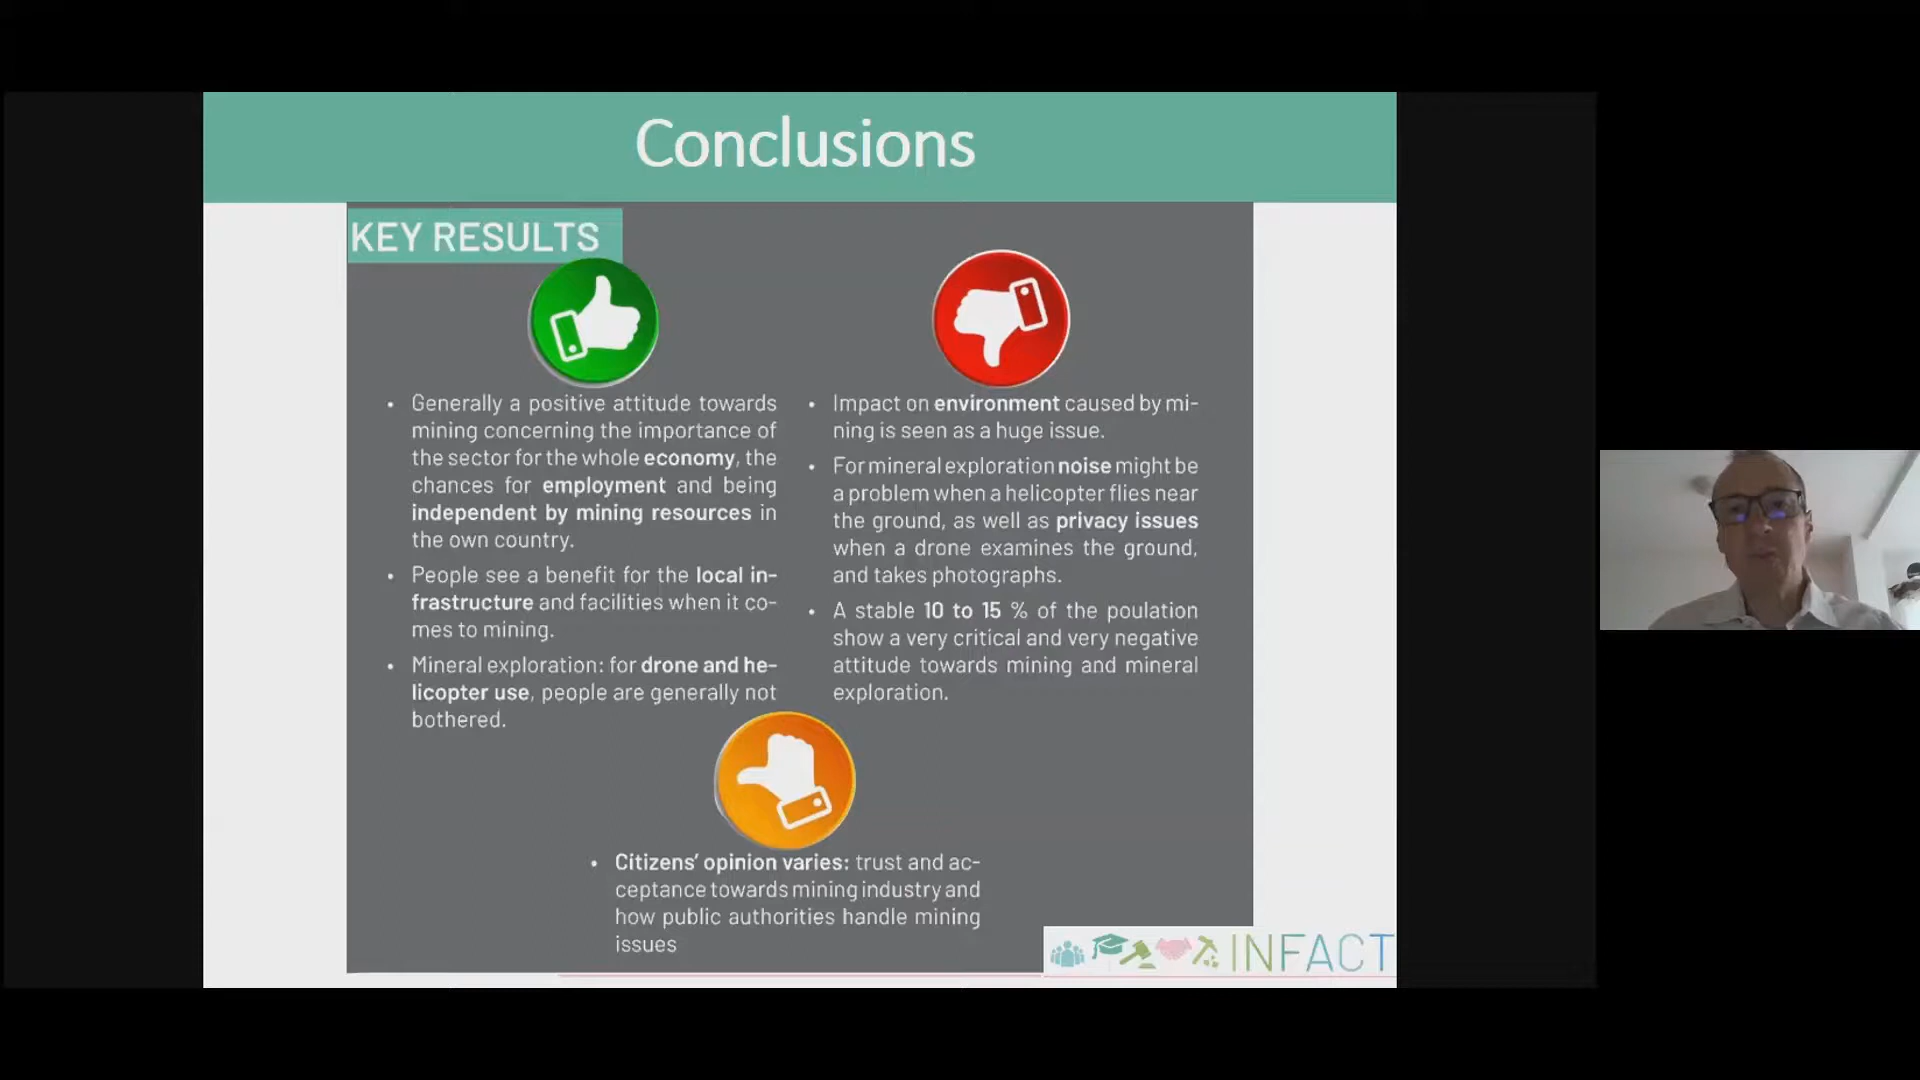 Conclusions
KEY RESULTS
• Generally a positive attitude towards
mining concerning the importance of
the sector for the whole economy, the
chances for employment and being
independent by mining resources in
the own country.
• People see a benefit for the local in-
frastructure and facilities when it co-
mes to mining.
• Mineral exploration: for drone and he-
licopter use, people are generally not
bothered.
• Impact on environment caused by mi-
ning is seen as a huge issue.
• For mineral exploration noise might be
a problem when a helicopter flies near
the ground, as well as privacy issues
when a drone examines the ground,
and takes photographs.
• A stable 10 to 15 % of the poulation
show a very critical and very negative
attitude towards mining and mineral
exploration.
• Citizens’ opinion varies: trust and ac-
ceptance towards mining industry and
how public authorities handle mining
issues
INFACT